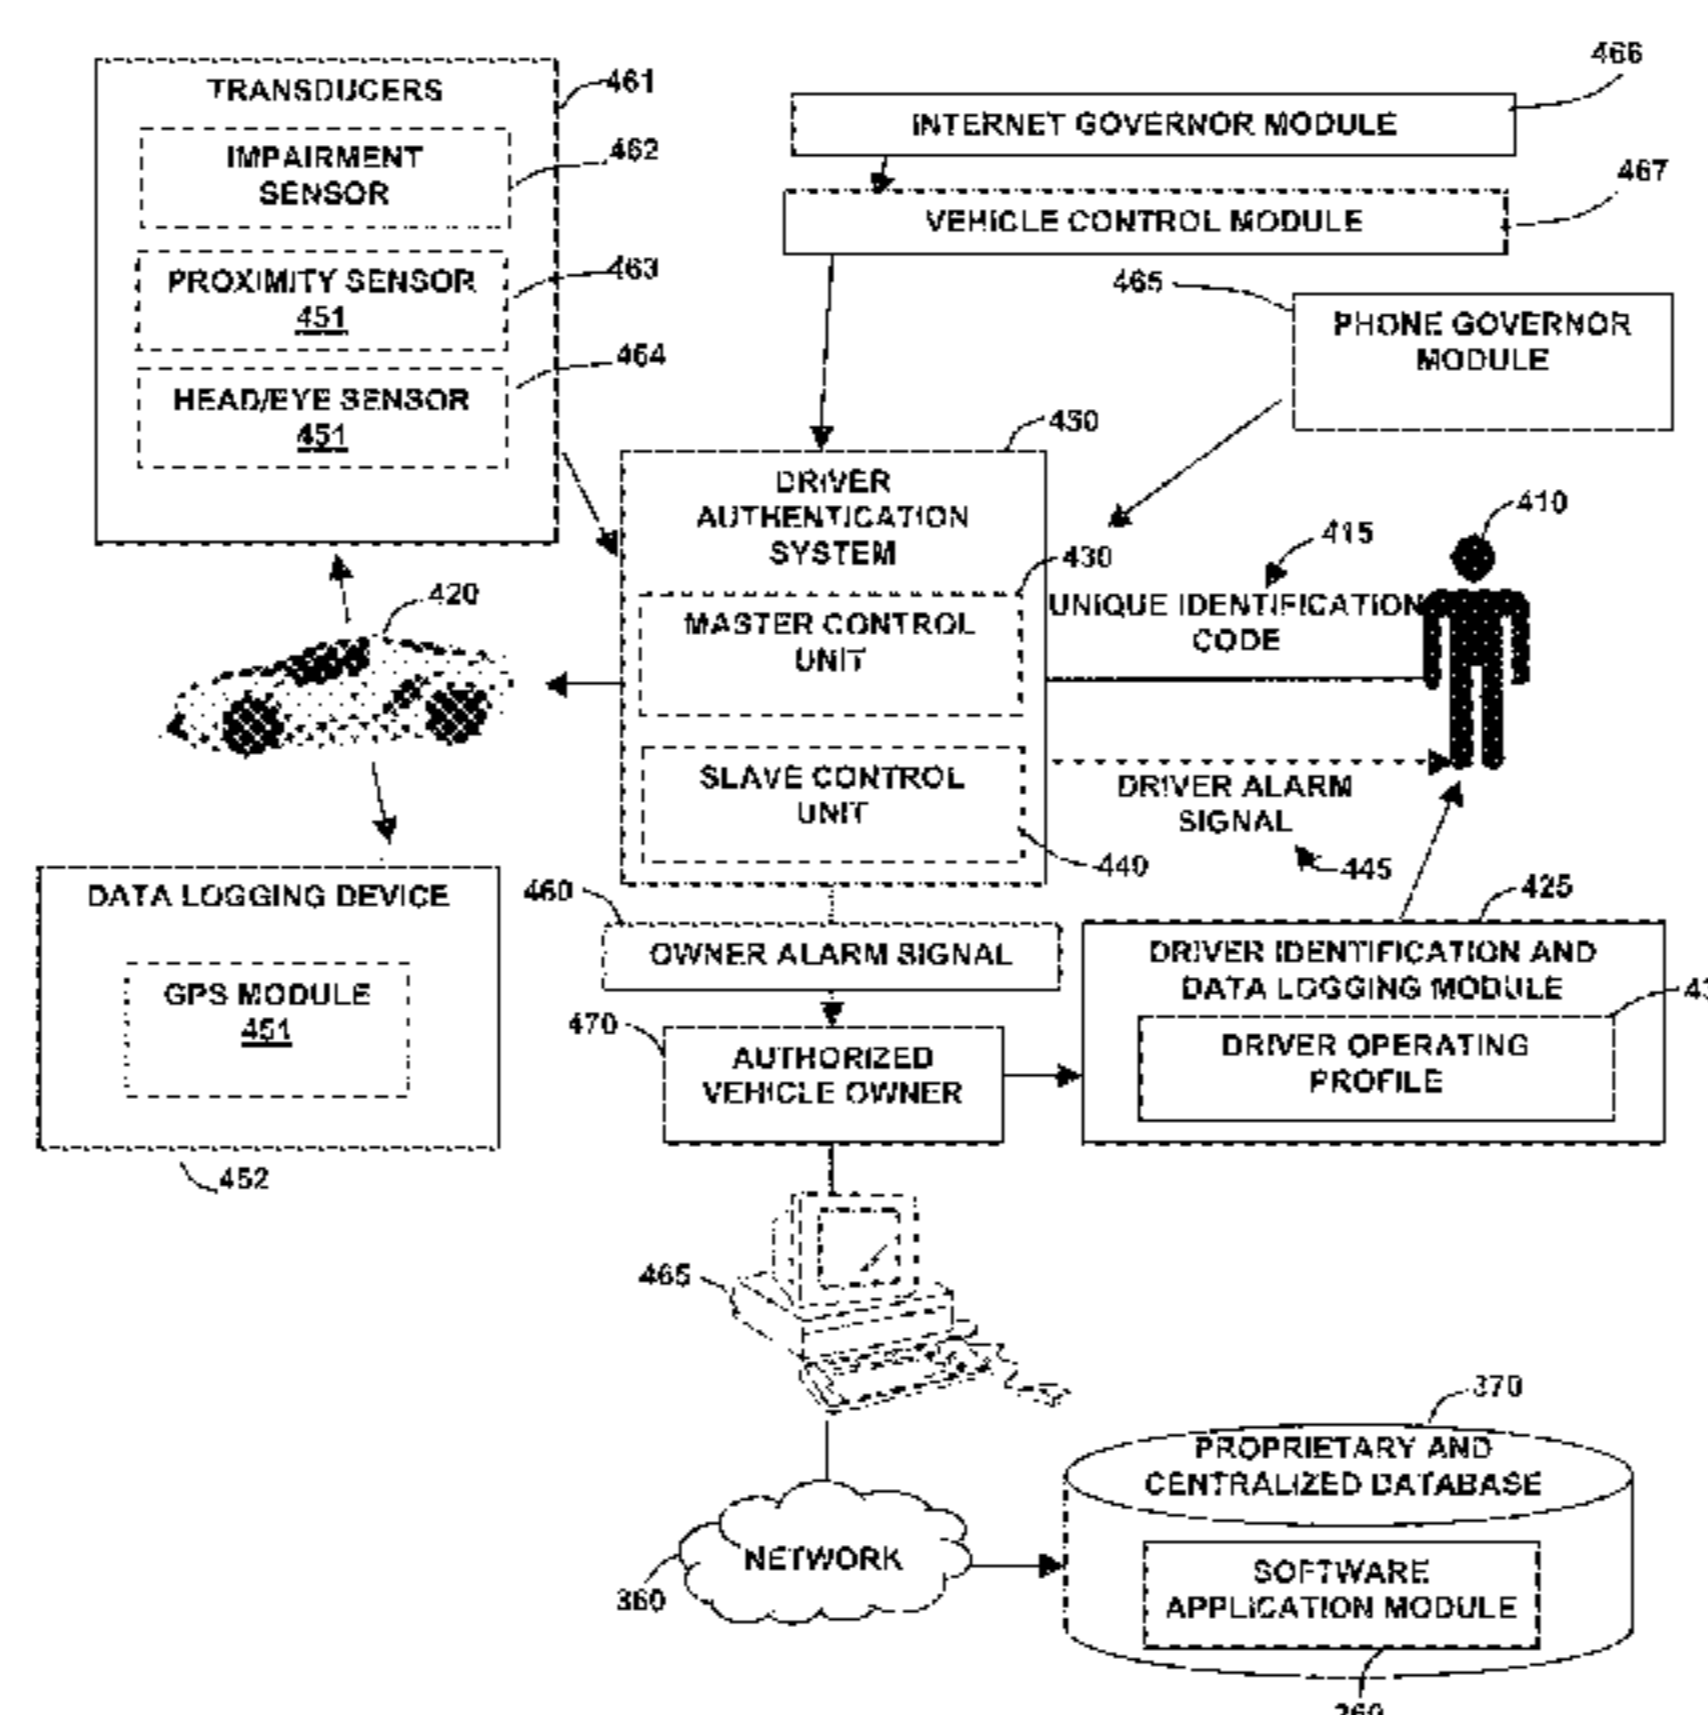 466
TRANSDUCERS
461
INTERNET GOVERNOR MODULE
IMPAIRMENT
SENSOR
462
467
VEHICLE CONTROL MODULE
PROXIMITY SENSOR
451
463
465
PHONE GOVERNOR
MODULE
HEAD/EYE SENSOR
451
464
450
DRIVER
AUTHENTICATION
SYSTEM
410
415
430
420
MASTER CONTROL
UNIT
UNIQUE IDENTIFICATION
CODE
SLAVE CONTROL
UNIT
DRIVER ALARM
SIGNAL
440
445
DATA LOGGING DEVICE
460
425
OWNER ALARM SIGNAL
DRIVER IDENTIFICATION AND
DATA LOGGING MODULE
GPS MODULE
451
470
AUTHORIZED
VEHICLE OWNER
DRIVER OPERATING
PROFILE
452
465
370
PROPRIETARY AND
CENTRALIZED DATABASE
NETWORK
360
SOFTWARE
APPLICATION MODULE